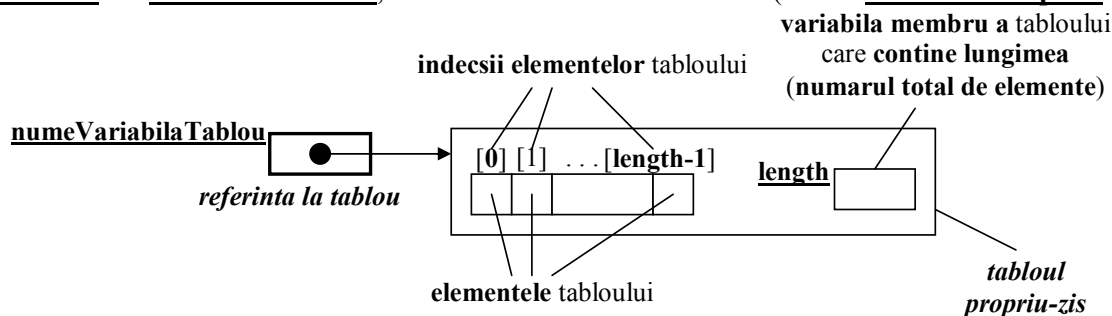 variabila membru a tabloului
care contine lungimea
(numarul total de elemente)
indecsii elementelor tabloului
numeVariabilaTablou
[0] [1] . . . [length-1]
length
referinta la tablou
elementele tabloului
tabloul
propriu-zis